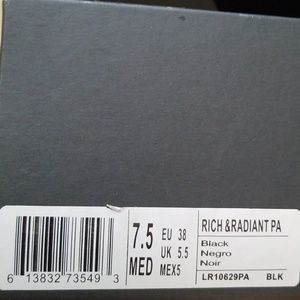 7.5 EU 38
UK 5.5
MED MEX5
RICH &RADIANT PA
Black
Negro
Noir
LR10629PA BLK
6 13832 73549 3